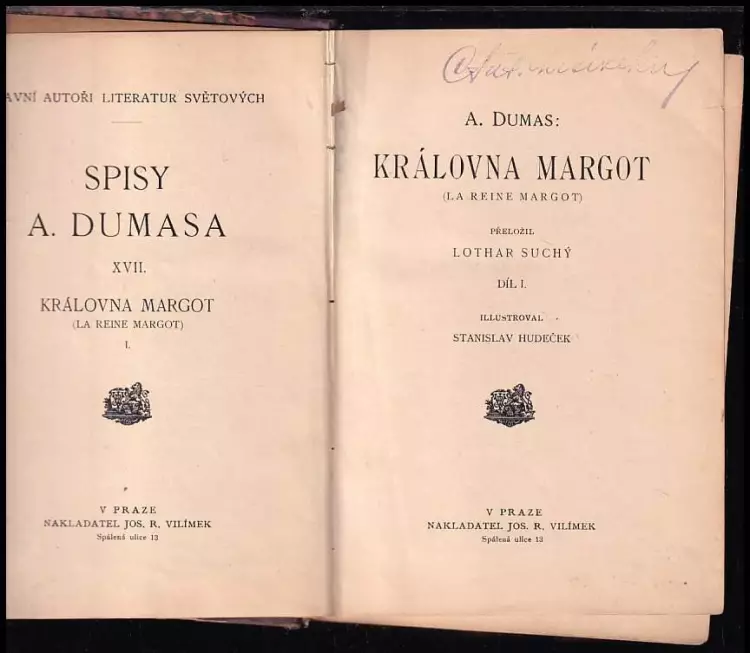 AVNÍ AUTOŘI LITERATUR SVĚTOVÝCH
SPISY
A. DUMASA
XVII.
KRÁLOVNA MARGOT
(LA REINE MARGOT)
I.
V PRAZE
NAKLADATEL JOS. R. VILÍMEK
Spálená ulice 13
A. DUMAS:
KRÁLOVNA MARGOT
(LA REINE MARGOT)
PŘELOŽIL
LOTHAR SUCHÝ
DÍL I.
ILLUSTROVAL
STANISLAV HUDEČEK
V PRAZE
NAKLADATEL JOS. R. VILÍMEK
Spálená ulice 13